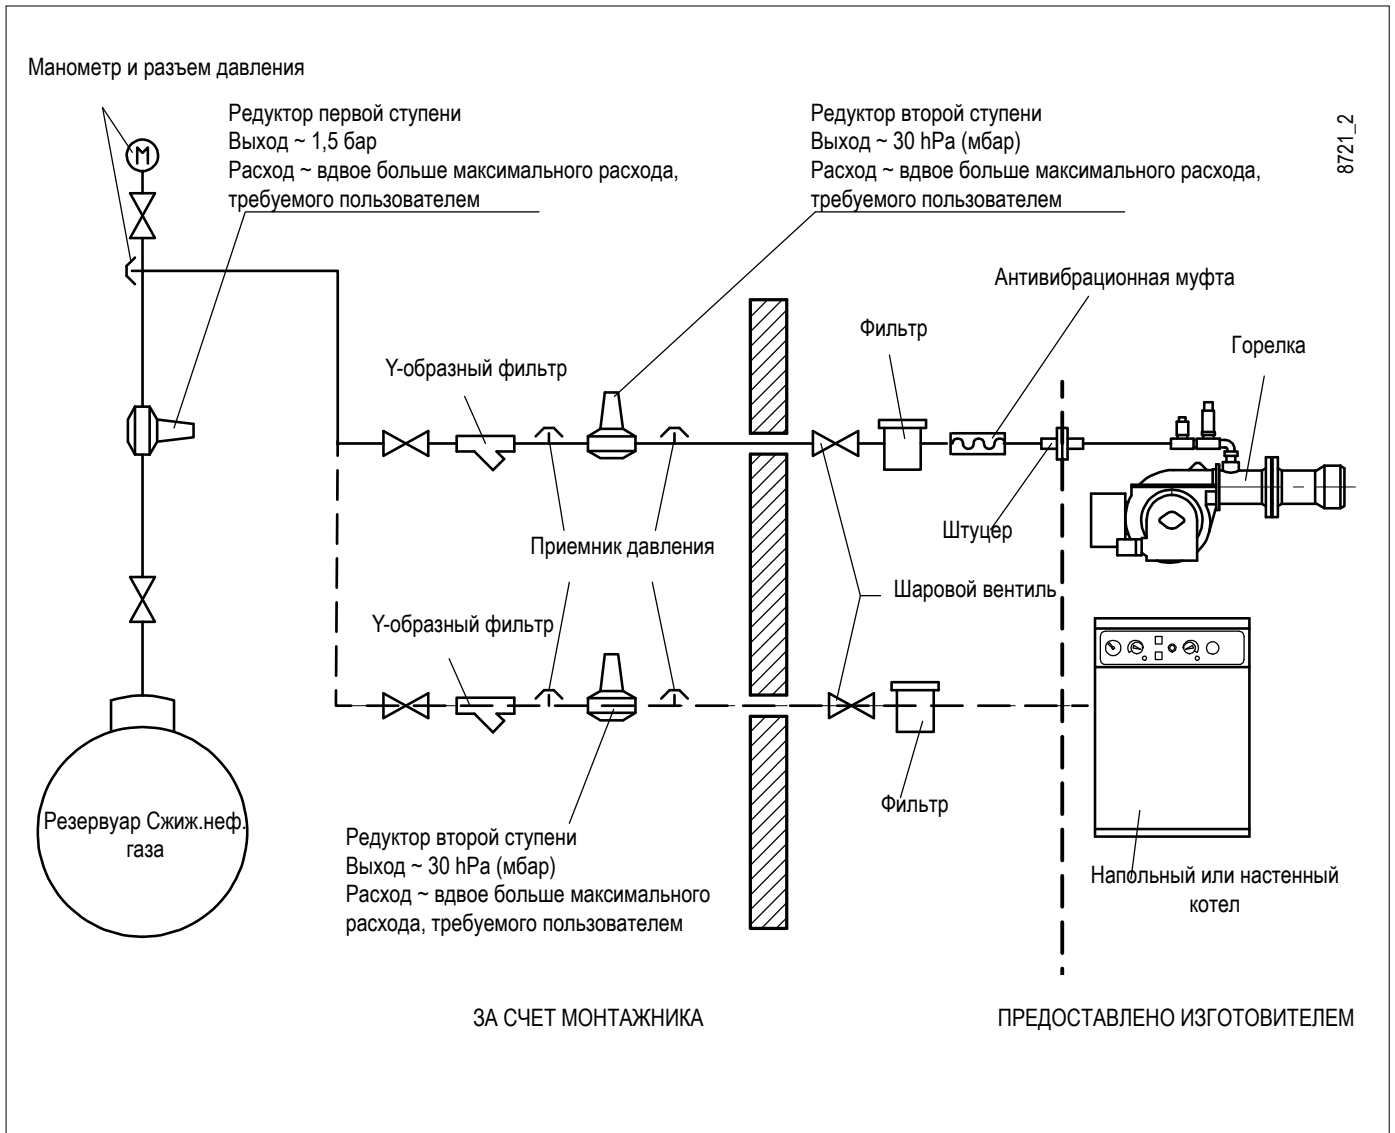 Манометр и разъем давления
M
Редуктор первой ступени
Выход ~ 1,5 бар
Расход ~ вдвое больше максимального расхода,
требуемого пользователем
Редуктор второй ступени
Выход ~ 30 hPa (мбар)
Расход ~ вдвое больше максимального расхода,
требуемого пользователем
8721_2
Антивибрационная муфта
Фильтр
Горелка
Y-образный фильтр
Штуцер
Приемник давления
Шаровой вентиль
Y-образный фильтр
Фильтр
Резервуар Сжиж.неф.
газа
Редуктор второй ступени
Выход ~ 30 hPa (мбар)
Расход ~ вдвое больше максимального
расхода, требуемого пользователем
Напольный или настенный
котел
ЗА СЧЕТ МОНТАЖНИКА
ПРЕДОСТАВЛЕНО ИЗГОТОВИТЕЛЕМ